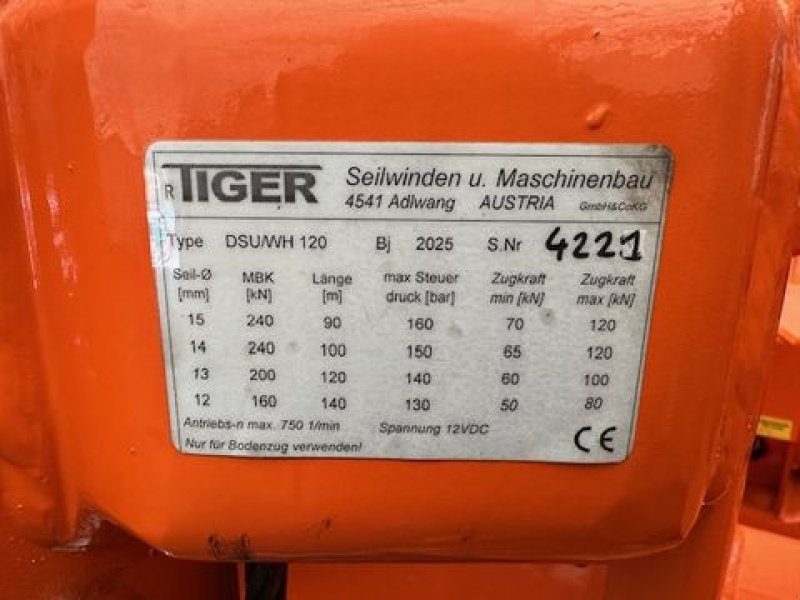 R TIGER Seilwinden u. Maschinenbau
4541 Adlwang AUSTRIA GmbH&CoKG
Type DSU/WH 120 Bj 2025 S.Nr 4221
Seil-Ø MBK Länge max Steuer Zugkraft Zugkraft
[mm] [kN] [m] druck [bar] min [kN] max [kN]
15 240 90 160 70 120
14 240 100 150 65 120
13 200 120 140 60 100
12 160 140 130 50 80
Antriebs-n max. 750 1/min Spannung 12VDC
Nur für Bodenzug verwenden! CE